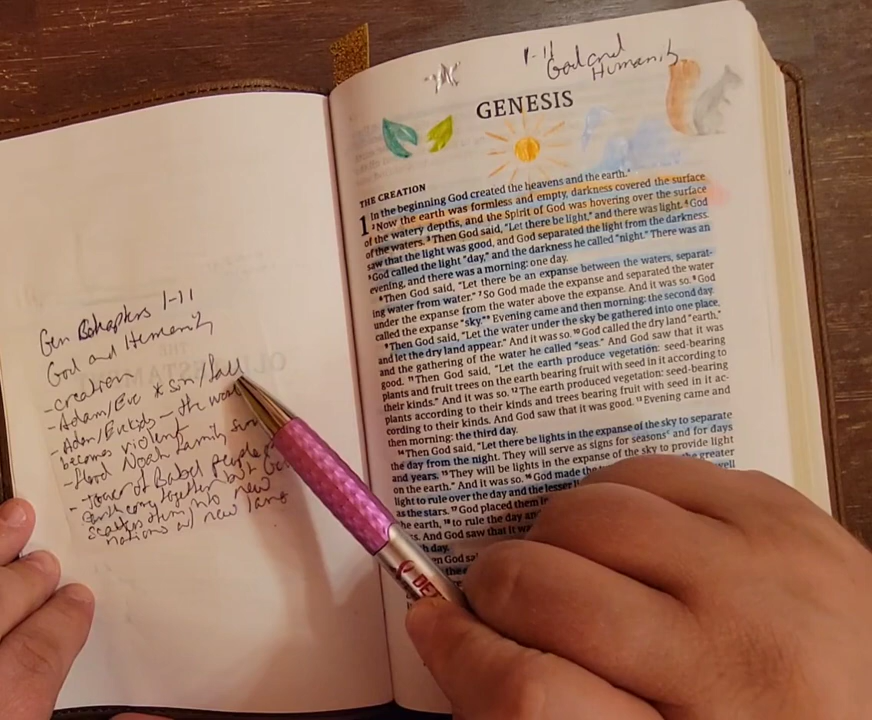 Gen Chapters 1-11
God and Humanity
- creation
- Adam/Eve * sin/fall
- Adam/Eve kids - the world
becomes violent
- flood Noah family
- Tower of Babel people
Earth come together but
scatters them into new
nations w/ new lang
1-11
God and
Humanity
GENESIS
THE CREATION
1 In the beginning God created the heavens and the earth.
2 Now the earth was formless and empty, darkness covered the surface
of the watery depths, and the Spirit of God was hovering over the surface
of the waters. 3 Then God said, "Let there be light," and there was light. 4 God
saw that the light was good, and God separated the light from the darkness.
5 God called the light "day," and the darkness he called "night." There was an
evening, and there was a morning: one day.
6 Then God said, "Let there be an expanse between the waters, separat-
ing water from water." 7 So God made the expanse and separated the water
under the expanse from the water above the expanse. And it was so. 8 God
called the expanse "sky." Evening came and then morning: the second day.
9 Then God said, "Let the water under the sky be gathered into one place,
and let the dry land appear." And it was so. 10 God called the dry land "earth,"
and the gathering of the water he called "seas." And God saw that it was
good. 11 Then God said, "Let the earth produce vegetation: seed-bearing
plants and fruit trees on the earth bearing fruit with seed in it according to
their kinds." And it was so. 12 The earth produced vegetation: seed-bearing
plants according to their kinds and trees bearing fruit with seed in it ac-
cording to their kinds. And God saw that it was good. 13 Evening came and
then morning: the third day.
14 Then God said, "Let there be lights in the expanse of the sky to separate
the day from the night. They will serve as signs for seasons and for days
and years. 15 They will be lights in the expanse of the sky to provide light
on the earth." And it was so. 16 God made the greater
light to rule over the day and the lesser well
as the stars. 17 God placed them in
the earth, 18 to rule the day an
s. And God saw that it wa
h day.
en God sa
the